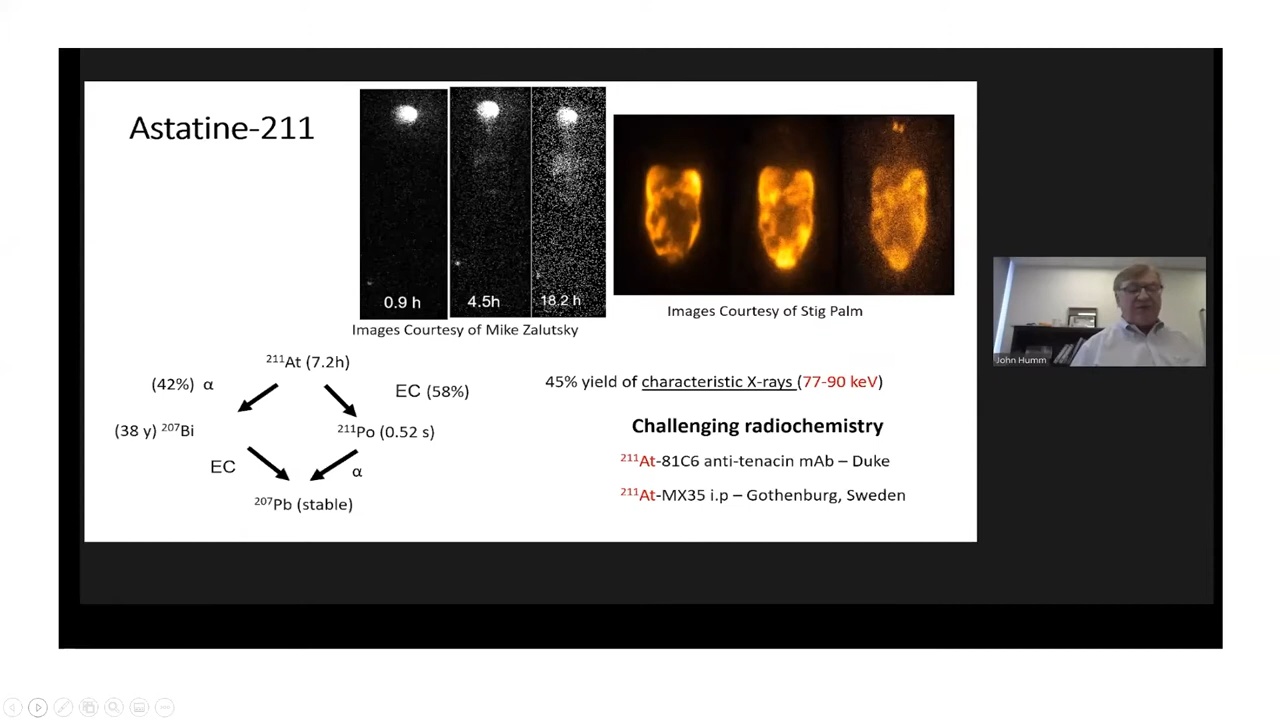 Astatine-211
0.9 h
4.5h
18.2 h
Images Courtesy of Mike Zalutsky
Images Courtesy of Stig Palm
John Humm
²¹¹At (7.2h)
(42%) α
EC (58%)
(38 y) ²⁰⁷Bi
²¹¹Po (0.52 s)
EC
α
²⁰⁷Pb (stable)
45% yield of characteristic X-rays (77-90 keV)
Challenging radiochemistry
²¹¹At-81C6 anti-tenacin mAb – Duke
²¹¹At-MX35 i.p – Gothenburg, Sweden